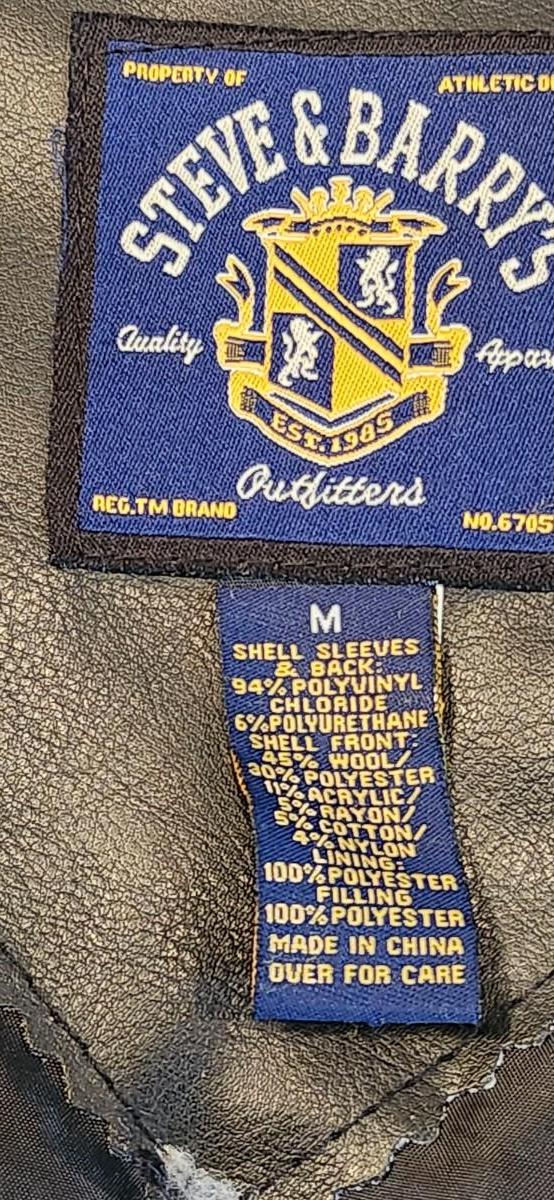 PROPERTY OF
STEVE & BARRY'S
Quality
EST. 1985
Outfitters
REG.TM BRAND
NO.6705
M
SHELL SLEEVES
& BACK:
94% POLYVINYL
CHLORIDE
6%POLYURETHANE
SHELL FRONT:
45% WOOL/
30% POLYESTER
11% ACRYLIC/
5% RAYON/
5% COTTON/
4% NYLON
LINING:
100% POLYESTER
FILLING
100% POLYESTER
MADE IN CHINA
OVER FOR CARE